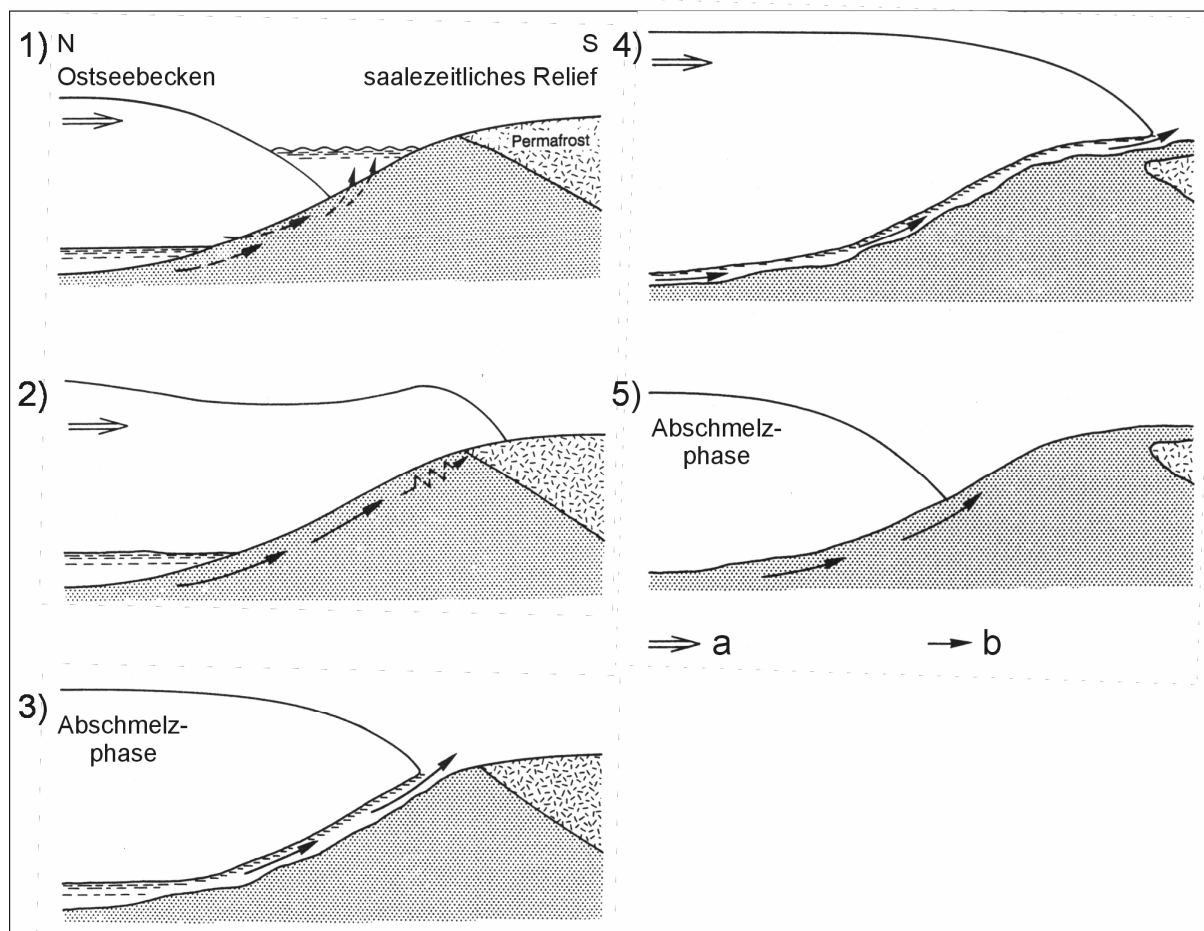 1) N S
Ostseebecken saalezeitliches Relief
Permafrost
2)
3)
Abschmelz-
phase
4)
5)
Abschmelz-
phase
a b